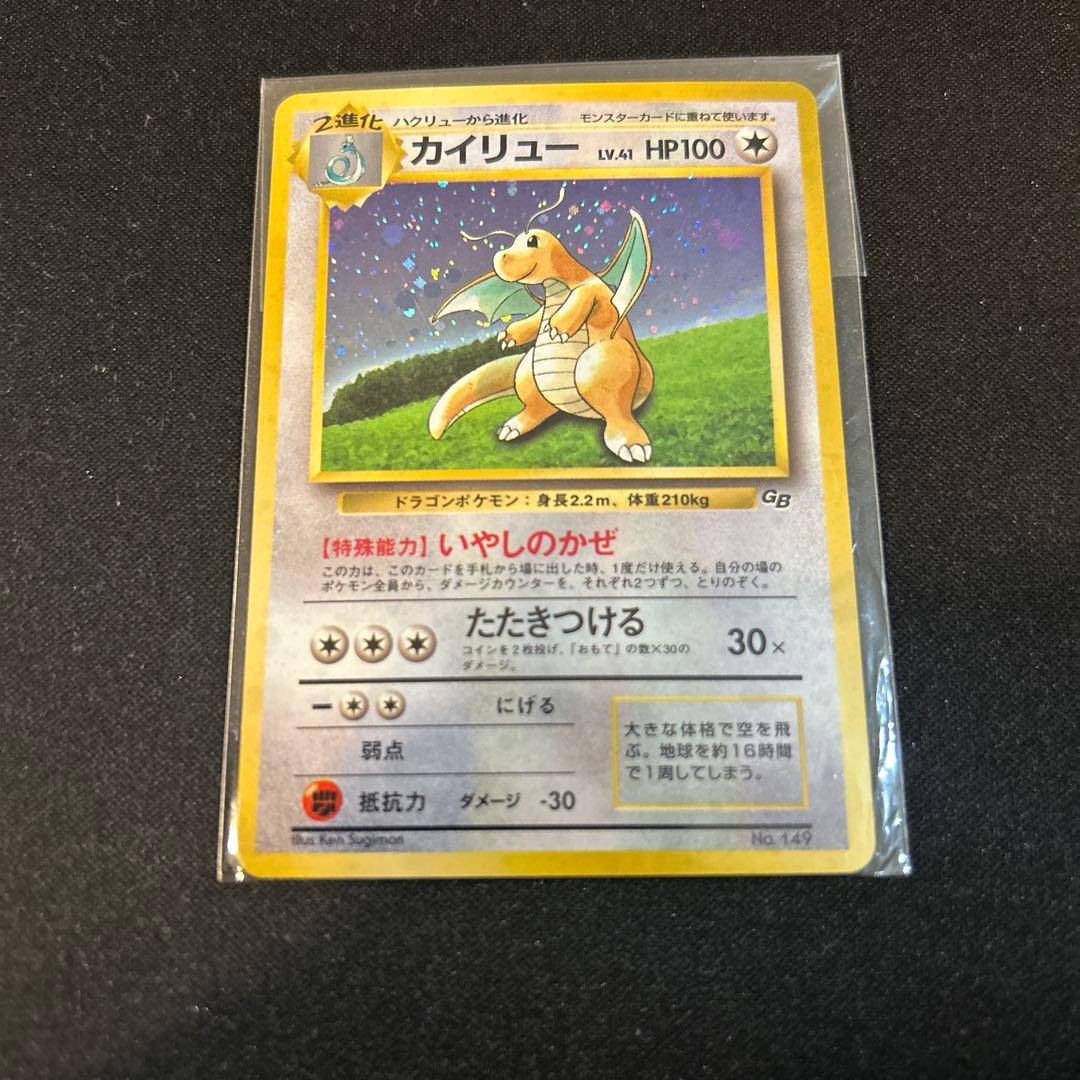 2進化 ハクリューから進化 モンスターカードに重ねて使います。
カイリュー LV.41 HP100
ドラゴンポケモン：身長2.2m、体重210kg GB
【特殊能力】いやしのかぜ
この力は、このカードを手札から場に出した時、1度だけ使える。自分の場の
ポケモン全員から、ダメージカウンターを、それぞれ2つずつ、とりのぞく。
たたきつける 30×
コインを2枚投げ、「おもて」の数×30の
ダメージ。
ー にげる
弱点
抵抗力 ダメージ -30
大きな体格で空を飛
ぶ。地球を約16時間
で1周してしまう。
Illus Ken Sugimori No. 149